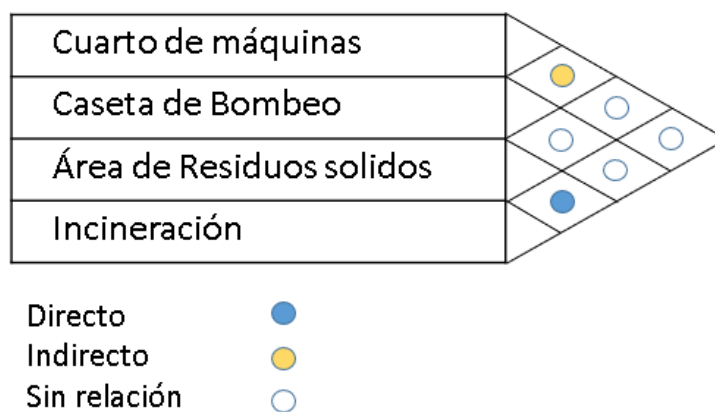 Cuarto de máquinas
Caseta de Bombeo
Área de Residuos solidos
Incineración
Directo
Indirecto
Sin relación